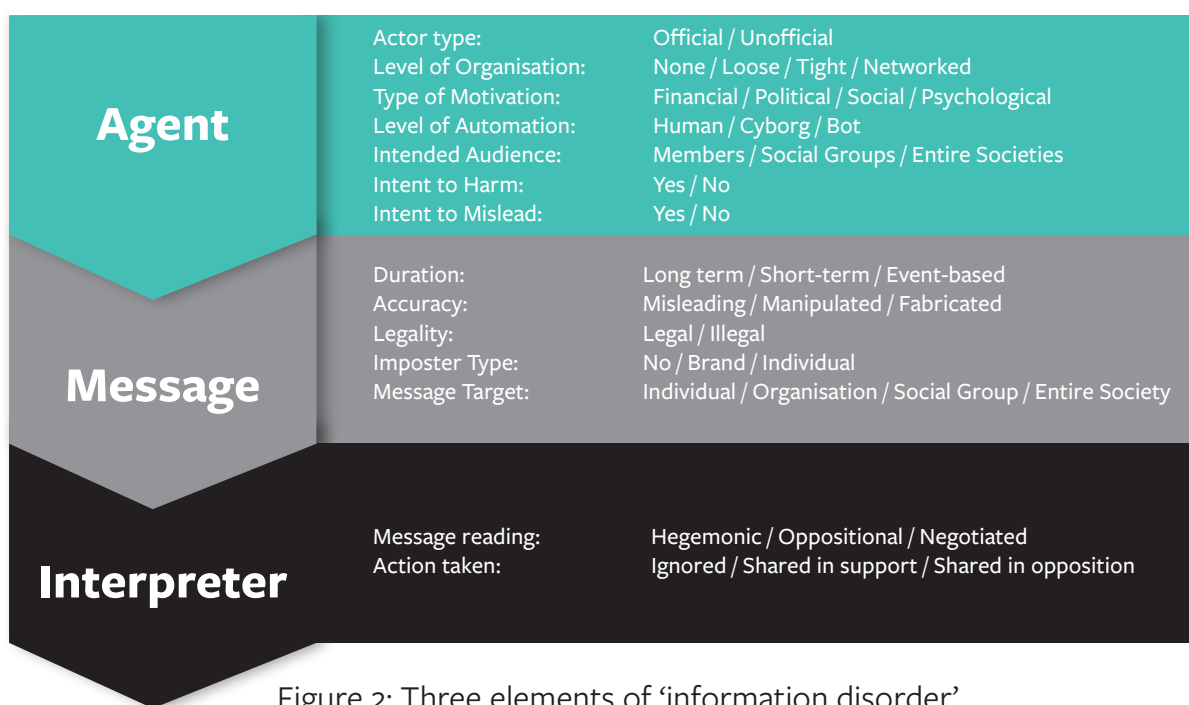 Agent
Actor type: Official / Unofficial
Level of Organisation: None / Loose / Tight / Networked
Type of Motivation: Financial / Political / Social / Psychological
Level of Automation: Human / Cyborg / Bot
Intended Audience: Members / Social Groups / Entire Societies
Intent to Harm: Yes / No
Intent to Mislead: Yes / No
Message
Duration: Long term / Short-term / Event-based
Accuracy: Misleading / Manipulated / Fabricated
Legality: Legal / Illegal
Imposter Type: No / Brand / Individual
Message Target: Individual / Organisation / Social Group / Entire Society
Interpreter
Message reading: Hegemonic / Oppositional / Negotiated
Action taken: Ignored / Shared in support / Shared in opposition
Figure 2: Three elements of ‘information disorder’